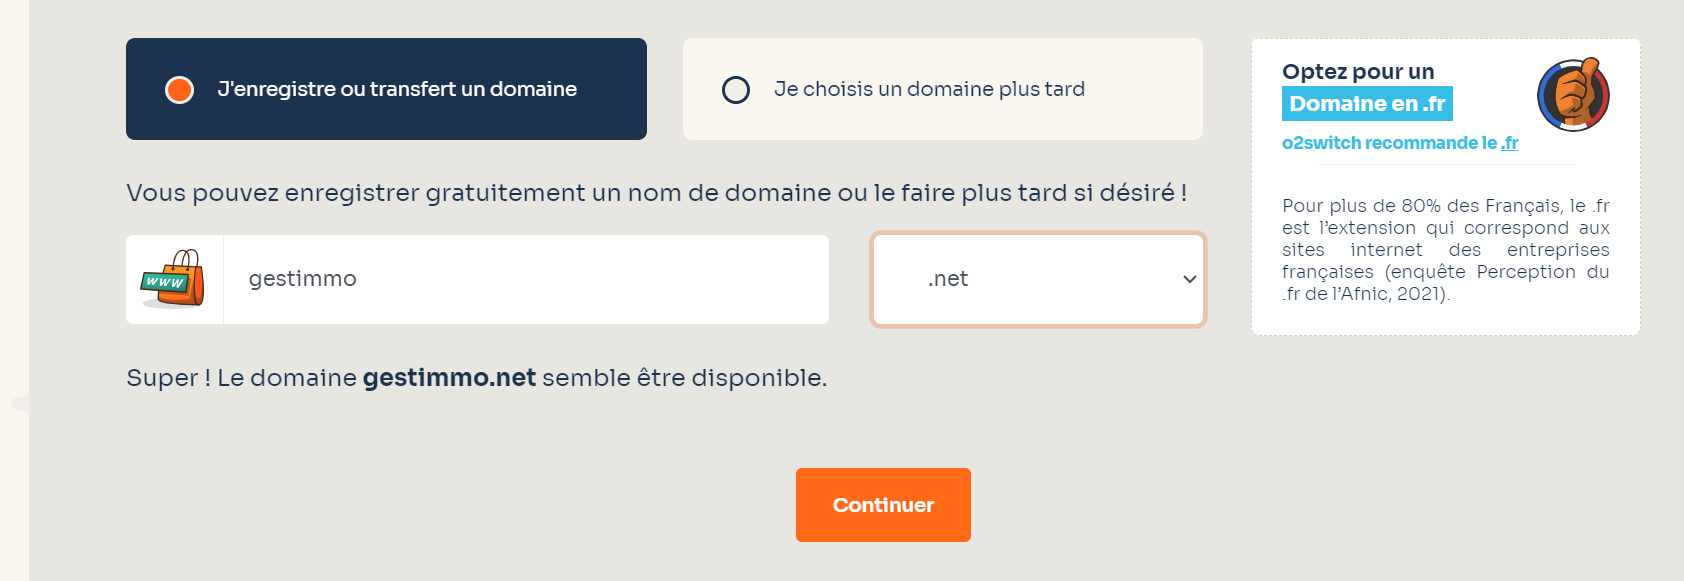 J'enregistre ou transfert un domaine
Je choisis un domaine plus tard
Vous pouvez enregistrer gratuitement un nom de domaine ou le faire plus tard si désiré !
www
gestimmo
.net
Super ! Le domaine gestimmo.net semble être disponible.
Continuer
Optez pour un
Domaine en .fr
o2switch recommande le .fr
Pour plus de 80% des Français, le .fr
est l’extension qui correspond aux
sites internet des entreprises
françaises (enquête Perception du
.fr de l’Afnic, 2021).